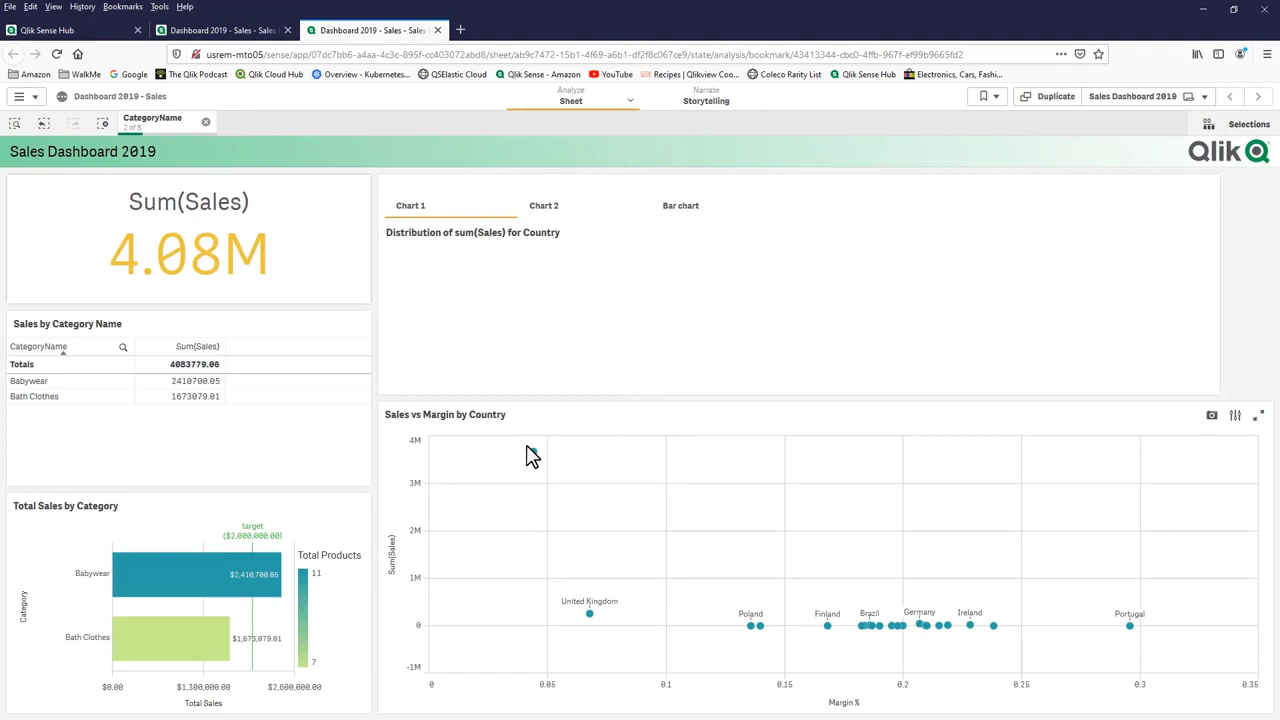 File Edit View History Bookmarks Tools Help
Qlik Sense Hub
Dashboard 2019 - Sales - Sales
Dashboard 2019 - Sales - Sales
usrem-mto05/sense/app/07dc7bb6-a4aa-4c3c-895f-cc403072abd8/sheet/ab9c7472-15b1-4f69-a6b1-df2f8c067ce9/state/analysis/bookmark/43413344-cbc0-4ffb-967f-ef99b9665fd2
Amazon WalkMe Google The Qlik Podcast Qlik Cloud Hub Overview - Kubernetes... QSElastic Cloud Qlik Sense - Amazon YouTube Recipes | Qlikview Coo... Coleco Rarity List Qlik Sense Hub Electronics, Cars, Fashi...
Dashboard 2019 - Sales
Analyze
Sheet
Narrate
Storytelling
Duplicate
Sales Dashboard 2019
CategoryName
2 of 8
Selections
Sales Dashboard 2019
Qlik
Sum(Sales)
4.08M
Chart 1 Chart 2 Bar chart
Distribution of sum(Sales) for Country
Sales by Category Name
CategoryName Sum(Sales)
Totals 4083779.06
Babywear 2410700.05
Bath Clothes 1673079.01
Sales vs Margin by Country
4M
3M
2M
1M
0
-1M
Sum(Sales)
United Kingdom
Poland
Finland
Brazil
Germany
Ireland
Portugal
0 0.05 0.1 0.15 0.2 0.25 0.3 0.35
Margin %
Total Sales by Category
target
($2,000,000.00)
Total Products
11
7
Category
Babywear
$2,410,700.05
Bath Clothes
$1,673,079.01
$0.00 $1,300,000.00 $2,600,000.00
Total Sales